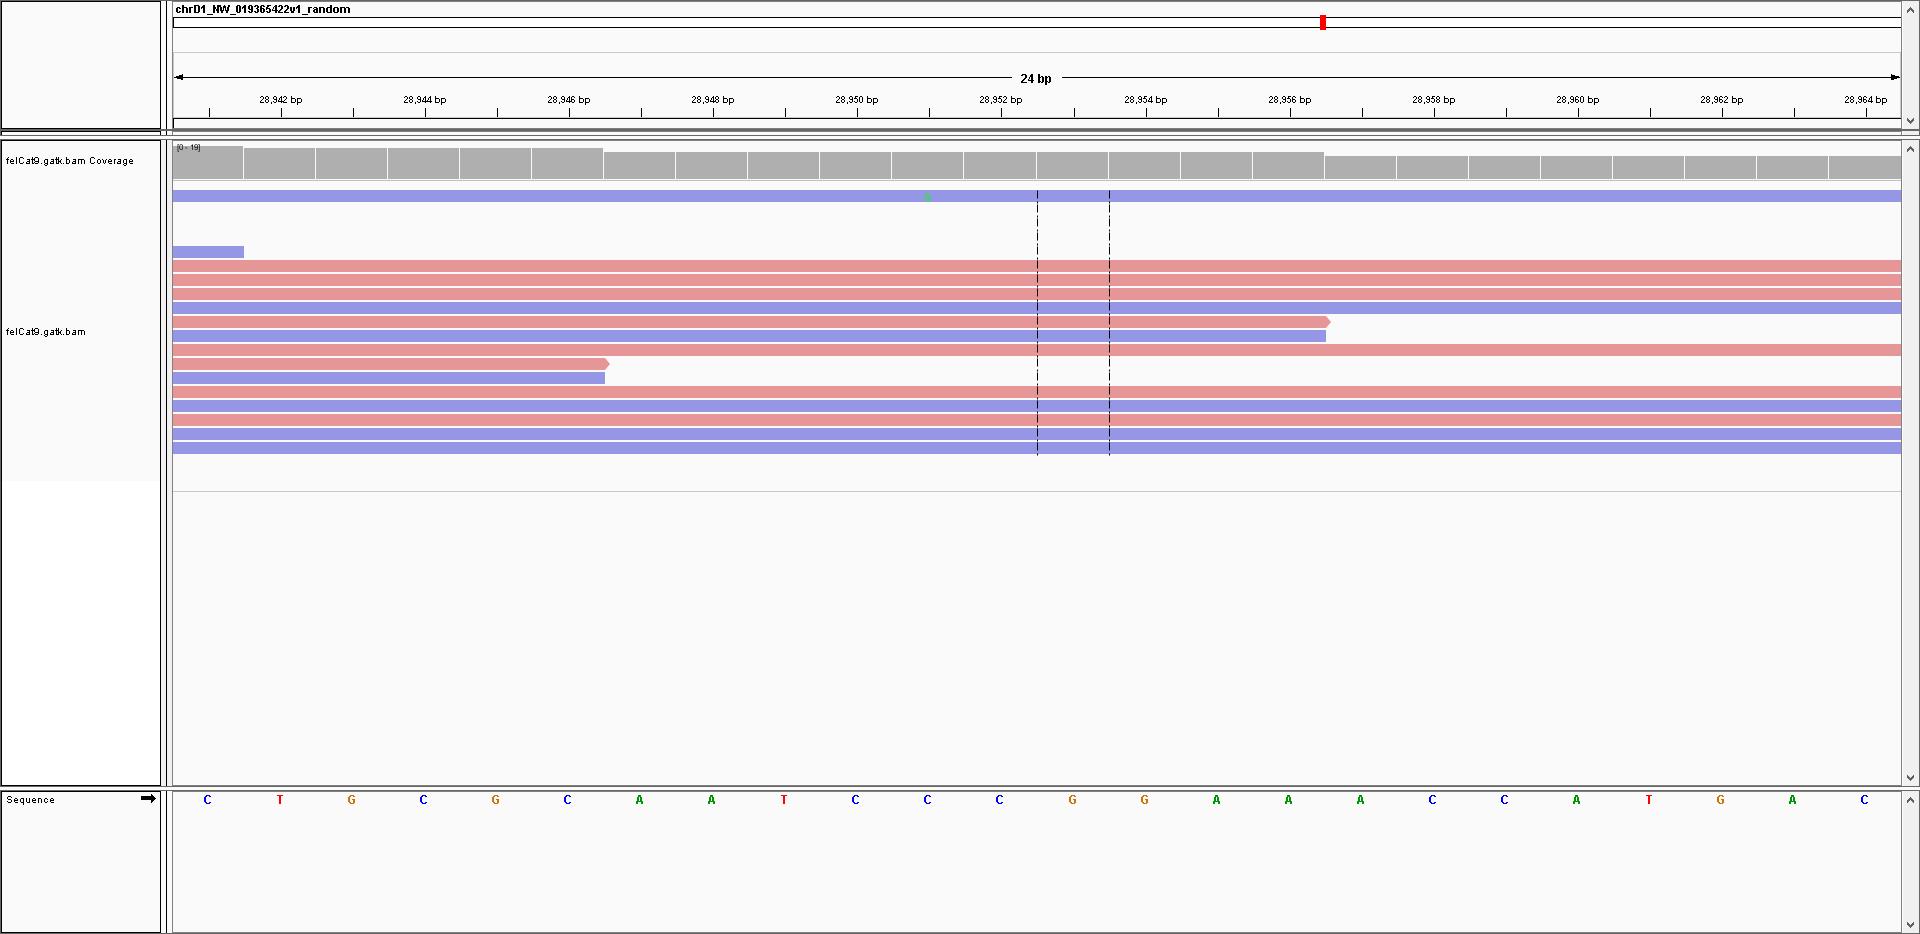 chrD1_NW_019365422v1_random
24 bp
28,942 bp 28,944 bp 28,946 bp 28,948 bp 28,950 bp 28,952 bp 28,954 bp 28,956 bp 28,958 bp 28,960 bp 28,962 bp 28,964 bp
[0 - 19]
felCat9.gatk.bam Coverage
felCat9.gatk.bam
Sequence
C T G C G C A A T C C C G G A A A C C A T G A C